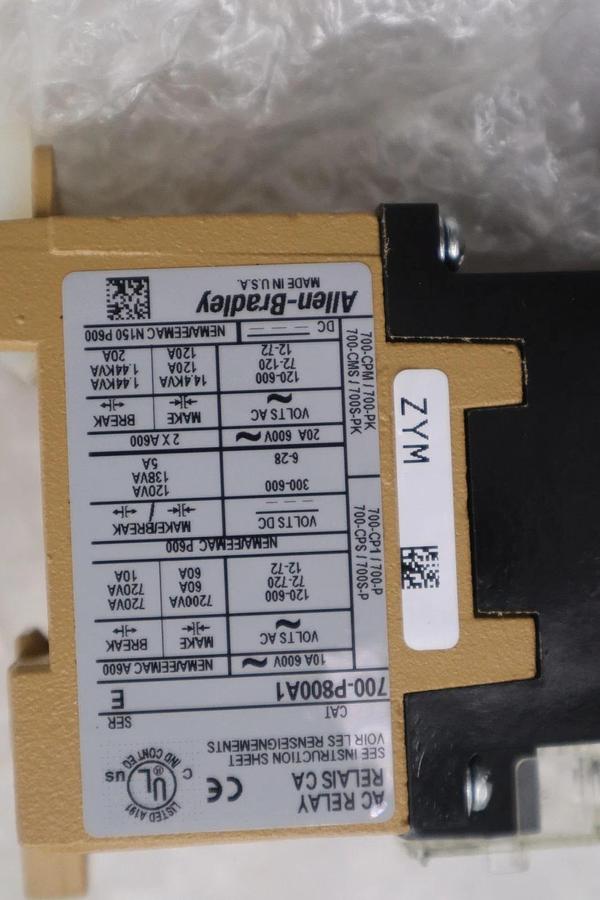 AC RELAY
RELAIS CA
CE
LISTED A191
UL
®
C US
IND CONT EQ
SEE INSTRUCTION SHEET
VOIR LES RENSEIGNEMENTS
CAT SER
700-P800A1 E
700-CP1 / 700-P
700-CPS / 700S-P
10A 600V ~ NEMA/EEMAC A600
VOLTS AC ~ MAKE BREAK
120-600 7200VA 720VA
72-720 60A 720VA
12-72 60A 10A
NEMA/EEMAC P600
VOLTS DC MAKE/BREAK
300-600 120VA
138VA
6-28 5A
700-CPM / 700-PK
700-CMS / 700S-PK
20A 600V ~ 2 X A600
VOLTS AC ~ MAKE BREAK
120-600 14.4KVA 1.44KVA
72-120 120A 1.44KVA
12-72 120A 20A
DC NEMA/EEMAC N150 P600
Allen-Bradley
MADE IN U.S.A.
ZYM